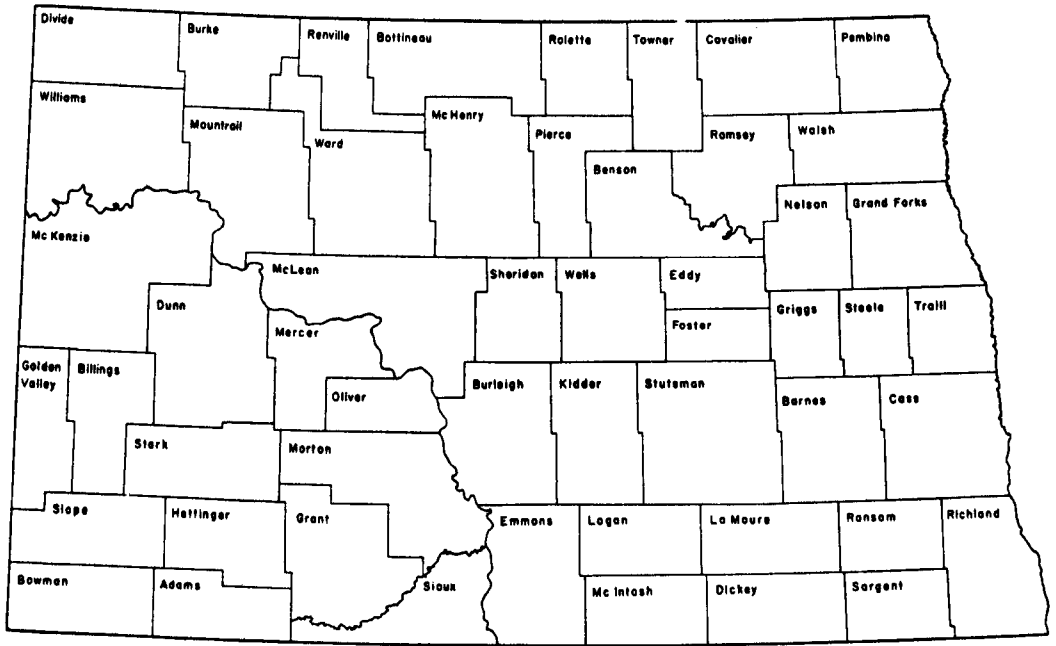 Divide
Burke
Renville
Bottineau
Rolette
Towner
Cavalier
Pembina
Williams
Mountrail
Ward
McHenry
Pierce
Benson
Ramsey
Walsh
Nelson
Grand Forks
McKenzie
McLean
Sheridan
Wells
Eddy
Dunn
Mercer
Foster
Griggs
Steele
Traill
Golden
Valley
Billings
Oliver
Burleigh
Kidder
Stutsman
Barnes
Cass
Stark
Morton
Slope
Hettinger
Grant
Emmons
Logan
La Moure
Ransom
Richland
Bowman
Adams
Sioux
Mc Intosh
Dickey
Sargent